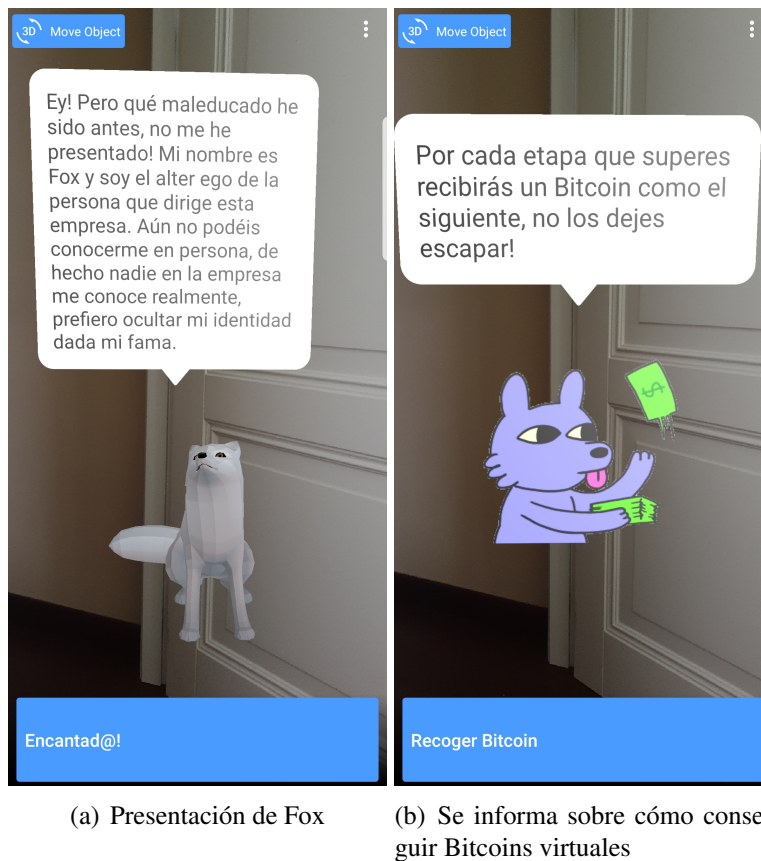 3D Move Object
Ey! Pero qué maleducado he
sido antes, no me he
presentado! Mi nombre es
Fox y soy el alter ego de la
persona que dirige esta
empresa. Aún no podéis
conocerme en persona, de
hecho nadie en la empresa
me conoce realmente,
prefiero ocultar mi identidad
dada mi fama.
Encantad@!
(a) Presentación de Fox
3D Move Object
Por cada etapa que superes
recibirás un Bitcoin como el
siguiente, no los dejes
escapar!
$
Recoger Bitcoin
(b) Se informa sobre cómo conse
guir Bitcoins virtuales